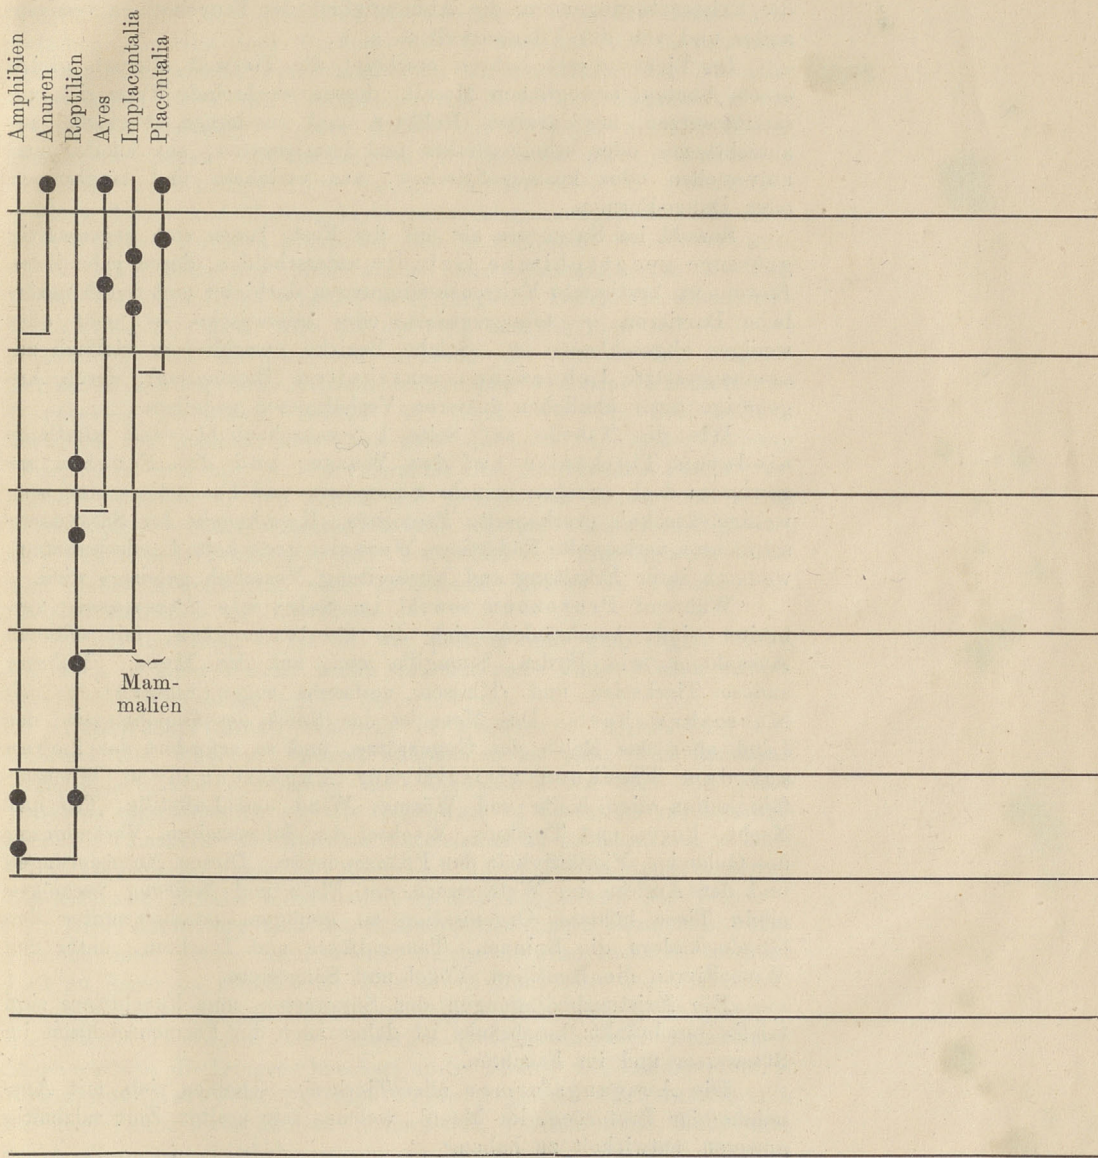 Amphibien
Anuren
Reptilien
Aves
Implacentalia
Placentalia
Mam-
malien